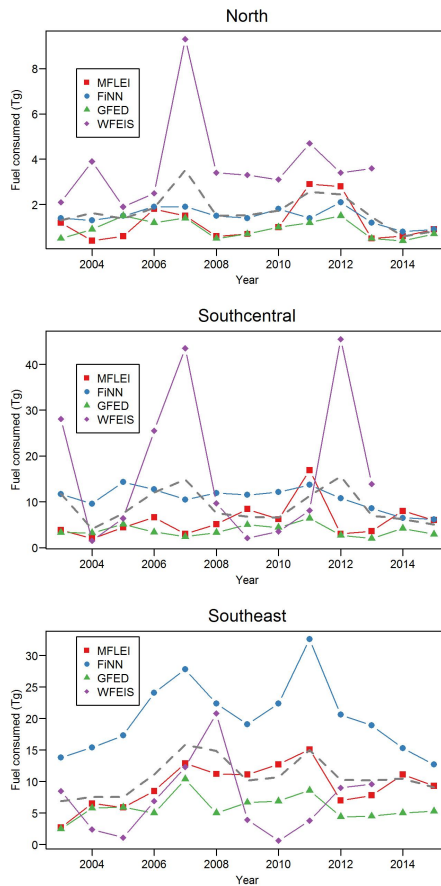 North
Fuel consumed (Tg)
8
6
4
2
MFLEI
FiNN
GFED
WFEIS
2004 2006 2008 2010 2012 2014
Year
Southcentral
Fuel consumed (Tg)
40
30
20
10
0
MFLEI
FiNN
GFED
WFEIS
2004 2006 2008 2010 2012 2014
Year
Southeast
Fuel consumed (Tg)
30
25
20
15
10
5
0
MFLEI
FiNN
GFED
WFEIS
2004 2006 2008 2010 2012 2014
Year